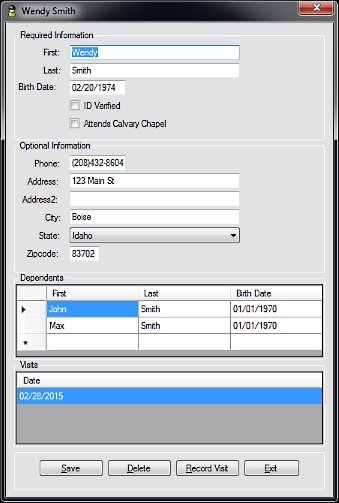 Wendy Smith
Required Information
First: Wendy
Last: Smith
Birth Date: 02/20/1974
ID Verified
Attends Calvary Chapel
Optional Information
Phone: (208)432-8604
Address: 123 Main St
Address2:
City: Boise
State: Idaho
Zipcode: 83702
Dependents
First Last Birth Date
John Smith 01/01/1970
Max Smith 01/01/1970
*
Visits
Date
02/28/2015
Save Delete Record Visit Exit